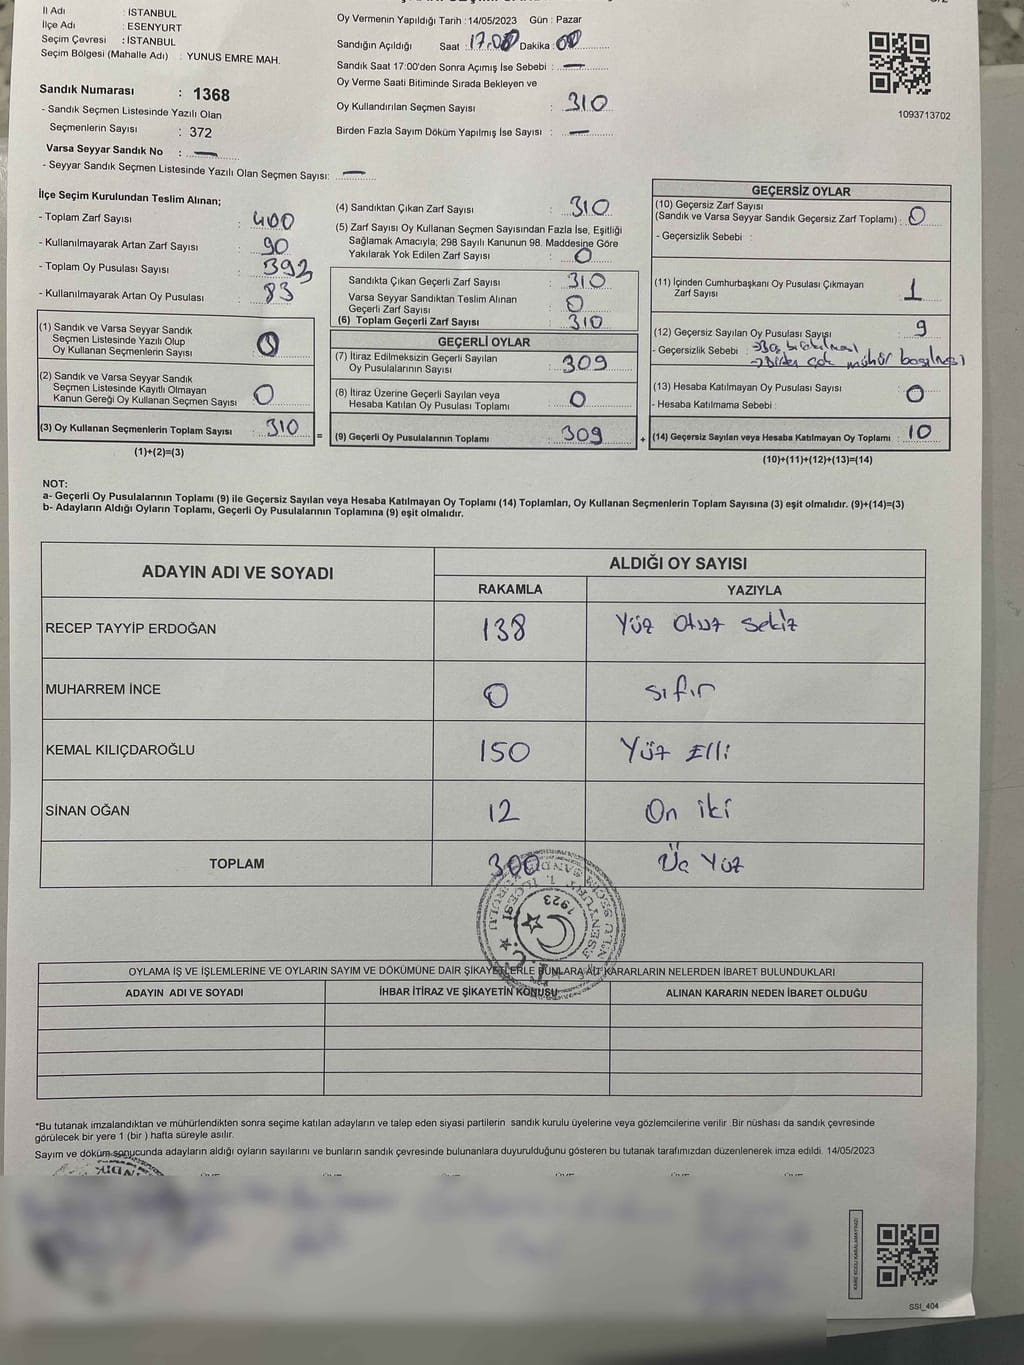 İl Adı : İSTANBUL
İlçe Adı : ESENYURT
Seçim Çevresi : İSTANBUL
Seçim Bölgesi (Mahalle Adı) : YUNUS EMRE MAH.
Sandık Numarası : 1368
- Sandık Seçmen Listesinde Yazılı Olan
Seçmenlerin Sayısı : 372
Varsa Seyyar Sandık No : —
- Seyyar Sandık Seçmen Listesinde Yazılı Olan Seçmen Sayısı: —
Oy Vermenin Yapıldığı Tarih : 14/05/2023 Gün : Pazar
Sandığın Açıldığı Saat : 17.00 Dakika : 00
Sandık Saat 17:00'den Sonra Açımış İse Sebebi : —
Oy Verme Saati Bitiminde Sırada Bekleyen ve
Oy Kullandırılan Seçmen Sayısı : 310
Birden Fazla Sayım Döküm Yapılmış İse Sayısı : —
1093713702
İlçe Seçim Kurulundan Teslim Alınan;
- Toplam Zarf Sayısı : 400
- Kullanılmayarak Artan Zarf Sayısı : 90
- Toplam Oy Pusulası Sayısı : 393
- Kullanılmayarak Artan Oy Pusulası : 83
(1) Sandık ve Varsa Seyyar Sandık
Seçmen Listesinde Yazılı Olup
Oy Kullanan Seçmenlerin Sayısı :
(2) Sandık ve Varsa Seyyar Sandık
Seçmen Listesinde Kayıtlı Olmayan
Kanun Gereği Oy Kullanan Seçmen Sayısı : 0
(3) Oy Kullanan Seçmenlerin Toplam Sayısı : 310
(1)+(2)=(3)
(4) Sandıktan Çıkan Zarf Sayısı : 310
(5) Zarf Sayısı Oy Kullanan Seçmen Sayısından Fazla İse, Eşitliği
Sağlamak Amacıyla; 298 Sayılı Kanunun 98. Maddesine Göre
Yakılarak Yok Edilen Zarf Sayısı : 0
Sandıkta Çıkan Geçerli Zarf Sayısı : 310
Varsa Seyyar Sandıktan Teslim Alınan
Geçerli Zarf Sayısı : 0
(6) Toplam Geçerli Zarf Sayısı : 310
GEÇERLİ OYLAR
(7) İtiraz Edilmeksizin Geçerli Sayılan
Oy Pusulalarının Sayısı : 309
(8) İtiraz Üzerine Geçerli Sayılan veya
Hesaba Katılan Oy Pusulası Toplamı : 0
= (9) Geçerli Oy Pusulalarının Toplamı : 309
GEÇERSİZ OYLAR
(10) Geçersiz Zarf Sayısı
(Sandık ve Varsa Seyyar Sandık Geçersiz Zarf Toplamı) : 0
- Geçersizlik Sebebi :
(11) İçinden Cumhurbaşkanı Oy Pusulası Çıkmayan
Zarf Sayısı : 1
(12) Geçersiz Sayılan Oy Pusulası Sayısı : 9
- Geçersizlik Sebebi : → Boş bırakılması
→ Birden çok mühür basılması
(13) Hesaba Katılmayan Oy Pusulası Sayısı : 0
- Hesaba Katılmama Sebebi :
+ (14) Geçersiz Sayılan veya Hesaba Katılmayan Oy Toplamı : 10
(10)+(11)+(12)+(13)=(14)
NOT:
a- Geçerli Oy Pusulalarının Toplamı (9) ile Geçersiz Sayılan veya Hesaba Katılmayan Oy Toplamı (14) Toplamları, Oy Kullanan Seçmenlerin Toplam Sayısına (3) eşit olmalıdır. (9)+(14)=(3)
b- Adayların Aldığı Oyların Toplamı, Geçerli Oy Pusulalarının Toplamına (9) eşit olmalıdır.
ADAYIN ADI VE SOYADI ALDIĞI OY SAYISI
RAKAMLA YAZIYLA
RECEP TAYYİP ERDOĞAN 138 Yüz Otuz Sekiz
MUHARREM İNCE 0 sıfır
KEMAL KILIÇDAROĞLU 150 Yüz Elli
SİNAN OĞAN 12 On iki
TOPLAM 300 Üç Yüz
T.C.
1923
OYLAMA İŞ VE İŞLEMLERİNE VE OYLARIN SAYIM VE DÖKÜMÜNE DAİR ŞİKAYETLERLE BUNLARA AİT KARARLARIN NELERDEN İBARET BULUNDUKLARI
ADAYIN ADI VE SOYADI İHBAR İTİRAZ VE ŞİKAYETİN KONUSU ALINAN KARARIN NEDEN İBARET OLDUĞU
*Bu tutanak imzalandıktan ve mühürlendikten sonra seçime katılan adayların ve talep eden siyasi partilerin sandık kurulu üyelerine veya gözlemcilerine verilir. Bir nüshası da sandık çevresinde
görülecek bir yere 1 (bir ) hafta süreyle asılır.
Sayım ve döküm sonucunda adayların aldığı oyların sayılarını ve bunların sandık çevresinde bulunanlara duyurulduğunu gösteren bu tutanak tarafımızdan düzenlenerek imza edildi. 14/05/2023
KARE KODU KARALAMAYINIZ!
SSI_404